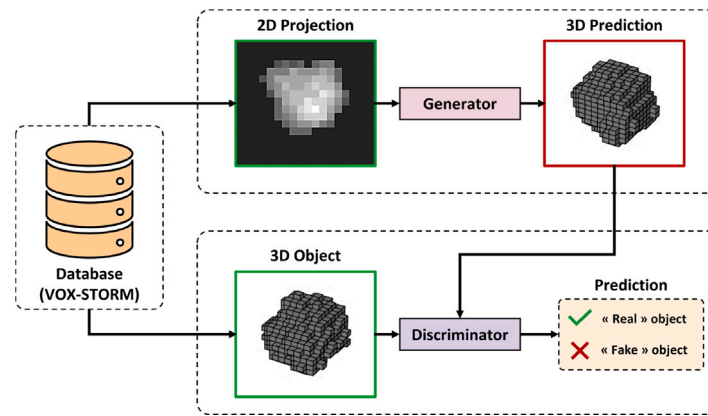 2D Projection
3D Prediction
Generator
Database
(VOX-STORM)
3D Object
Discriminator
Prediction
« Real » object
« Fake » object